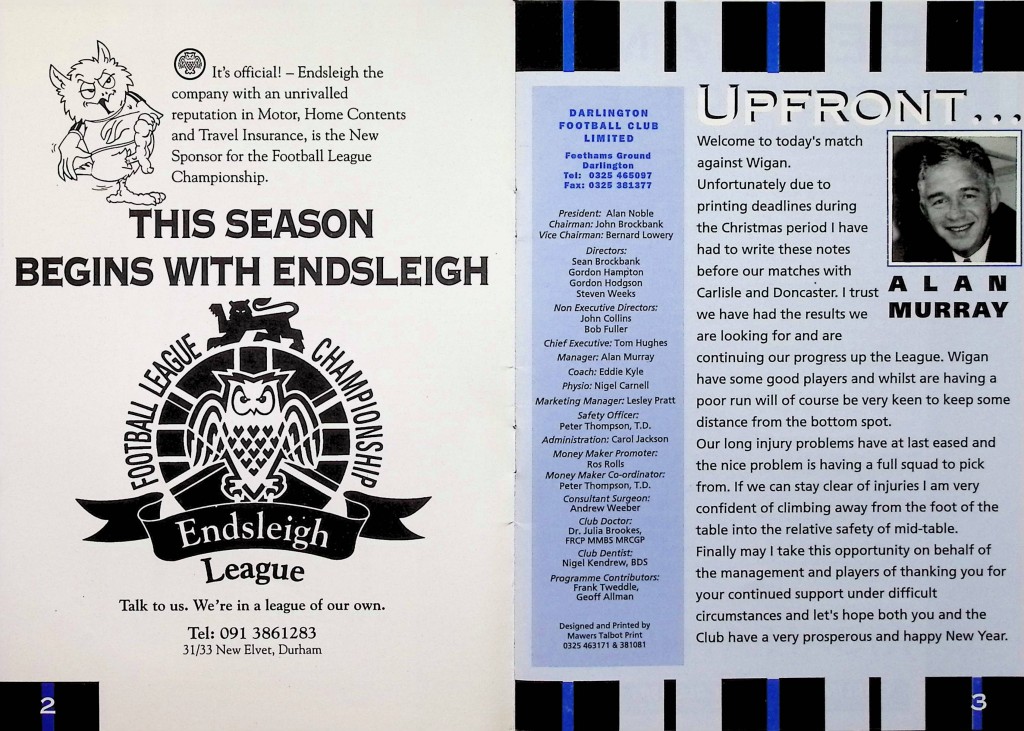 It's official! – Endsleigh the
company with an unrivalled
reputation in Motor, Home Contents
and Travel Insurance, is the New
Sponsor for the Football League
Championship.
THIS SEASON
BEGINS WITH ENDSLEIGH
FOOTBALL LEAGUE CHAMPIONSHIP
Endsleigh
League
Talk to us. We're in a league of our own.
Tel: 091 3861283
31/33 New Elvet, Durham
2
DARLINGTON
FOOTBALL CLUB
LIMITED
Feethams Ground
Darlington
Tel: 0325 465097
Fax: 0325 381377
President: Alan Noble
Chairman: John Brockbank
Vice Chairman: Bernard Lowery
Directors:
Sean Brockbank
Gordon Hampton
Gordon Hodgson
Steven Weeks
Non Executive Directors:
John Collins
Bob Fuller
Chief Executive: Tom Hughes
Manager: Alan Murray
Coach: Eddie Kyle
Physio: Nigel Carnell
Marketing Manager: Lesley Pratt
Safety Officer:
Peter Thompson, T.D.
Administration: Carol Jackson
Money Maker Promoter:
Ros Rolls
Money Maker Co-ordinator:
Peter Thompson, T.D.
Consultant Surgeon:
Andrew Weeber
Club Doctor:
Dr. Julia Brookes,
FRCP MMBS MRCGP
Club Dentist:
Nigel Kendrew, BDS
Programme Contributors:
Frank Tweddle,
Geoff Allman
Designed and Printed by
Mawers Talbot Print
0325 463171 & 381081
UPFRONT...
Welcome to today's match
against Wigan.
Unfortunately due to
printing deadlines during
the Christmas period I have
had to write these notes
before our matches with
Carlisle and Doncaster. I trust
we have had the results we
are looking for and are
continuing our progress up the League. Wigan
have some good players and whilst are having a
poor run will of course be very keen to keep some
distance from the bottom spot.
Our long injury problems have at last eased and
the nice problem is having a full squad to pick
from. If we can stay clear of injuries I am very
confident of climbing away from the foot of the
table into the relative safety of mid-table.
Finally may I take this opportunity on behalf of
the management and players of thanking you for
your continued support under difficult
circumstances and let's hope both you and the
Club have a very prosperous and happy New Year.
ALAN
MURRAY
3